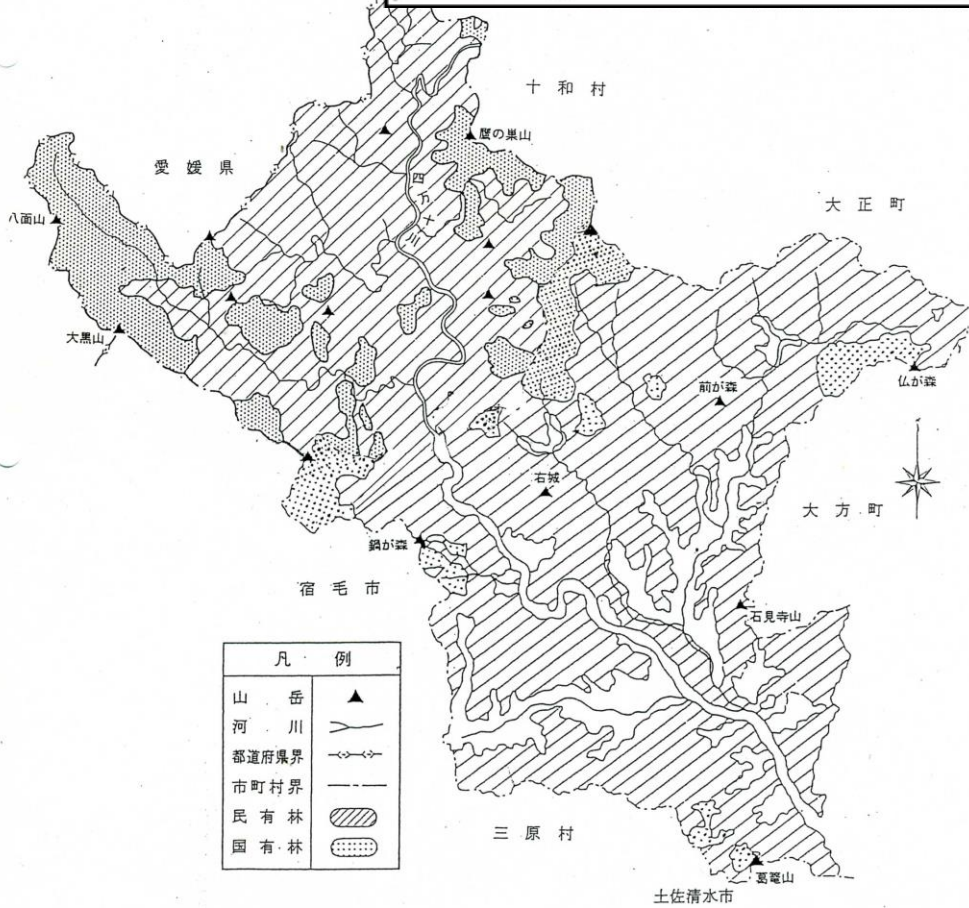 十和村
鷹の巣山
愛媛県
四万十川
大正町
八面山
大黒山
仏が森
前が森
右城
大方町
鍋が森
宿毛市
石見寺山
凡 例
山岳
河川
都道府県界
市町村界
民有林
国有林
三原村
土佐清水市